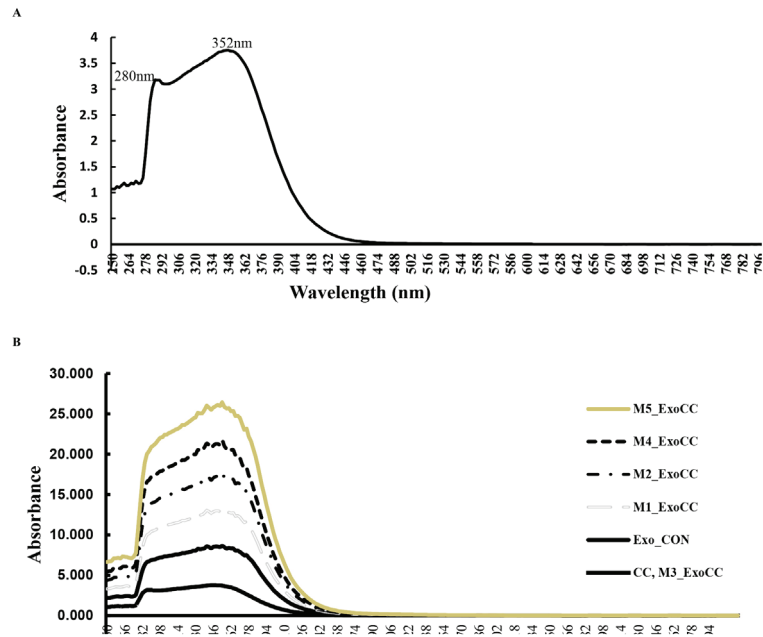 A
352nm
280nm
Absorbance
4
3.5
3
2.5
2
1.5
1
0.5
0
-0.5
250 264 278 292 306 320 334 348 362 376 390 404 418 432 446 460 474 488 502 516 530 544 558 572 586 600 614 628 642 656 670 684 698 712 726 740 754 768 782 796
Wavelength (nm)
B
Absorbance
30.000
25.000
20.000
15.000
10.000
5.000
0.000
M5_ExoCC
M4_ExoCC
M2_ExoCC
M1_ExoCC
Exo_CON
CC, M3_ExoCC